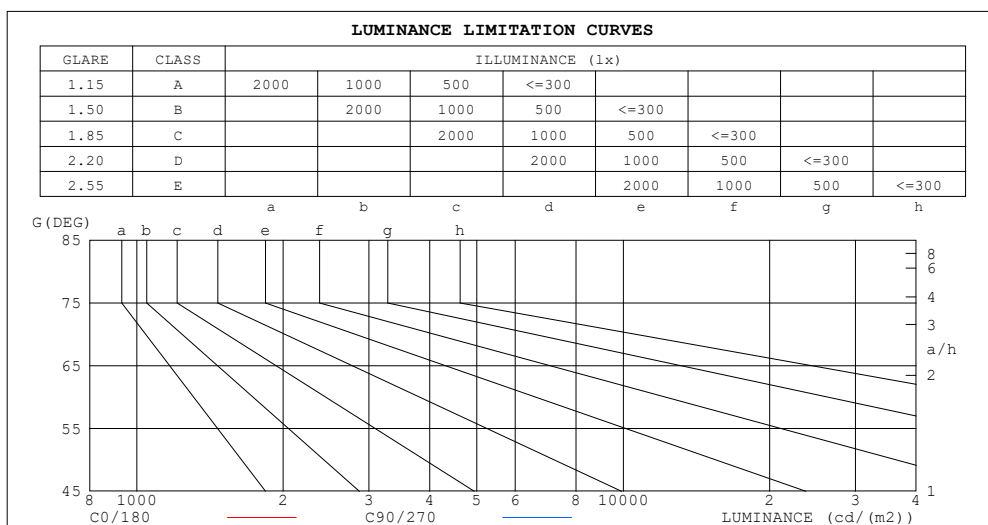 LUMINANCE LIMITATION CURVES
GLARE CLASS ILLUMINANCE (lx)
1.15 A 2000 1000 500 <=300
1.50 B 2000 1000 500 <=300
1.85 C 2000 1000 500 <=300
2.20 D 2000 1000 500 <=300
2.55 E 2000 1000 500 <=300
a b c d e f g h
G(DEG)
85 a b c d e f g h
8
6
75 4
3
a/h
65 2
55
45 1
8 1000 2 3 4 5 6 8 10000 2 3 4
C0/180 C90/270 LUMINANCE (cd/(m2))